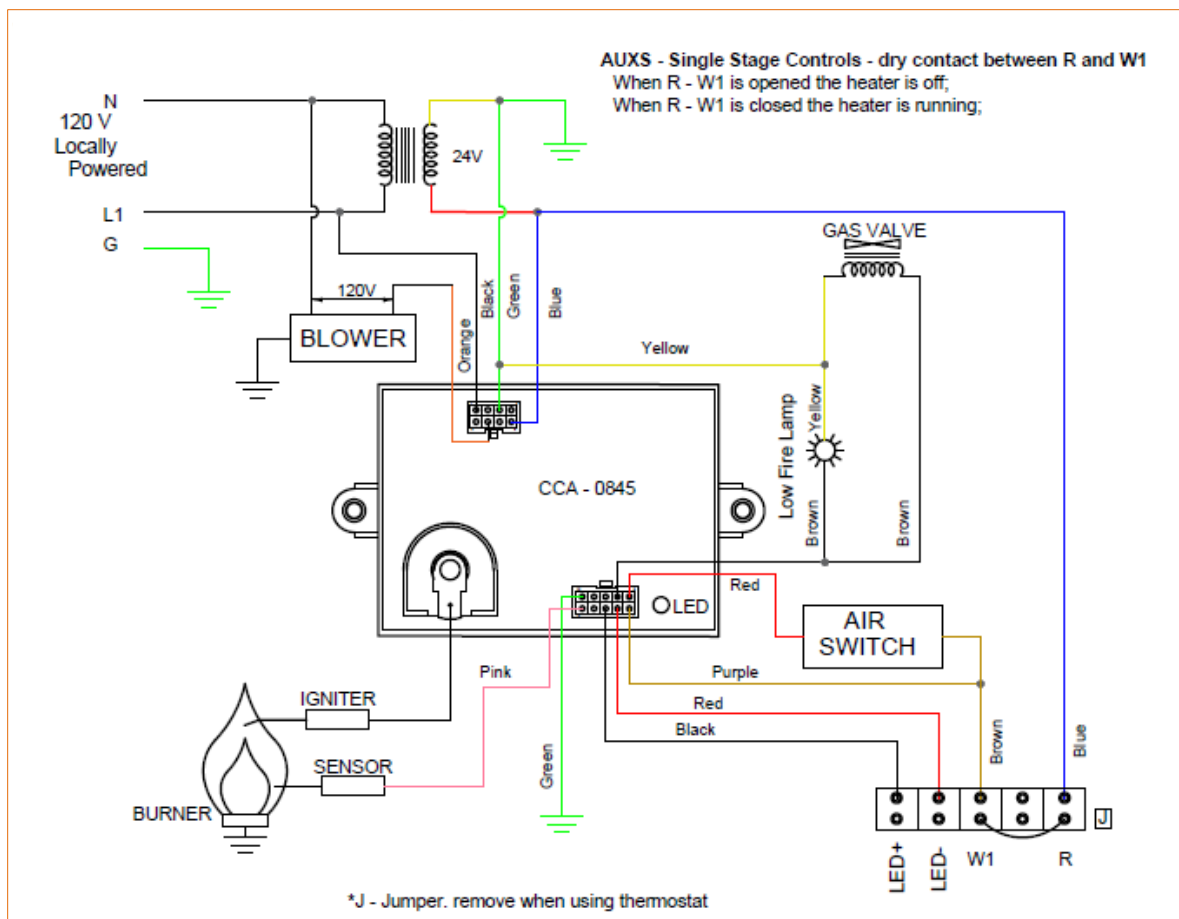 AUXS - Single Stage Controls - dry contact between R and W1
When R - W1 is opened the heater is off;
When R - W1 is closed the heater is running;
N
120 V
Locally
Powered
24V
L1
G
GAS VALVE
120V
BLOWER
Orange
Black
Green
Blue
Yellow
Yellow
Low Fire Lamp
Brown
Brown
CCA - 0845
LED
Red
AIR
SWITCH
Pink
Purple
IGNITER
Red
Black
SENSOR
Green
Brown
Blue
BURNER
J
LED+
LED-
W1
R
*J - Jumper. remove when using thermostat